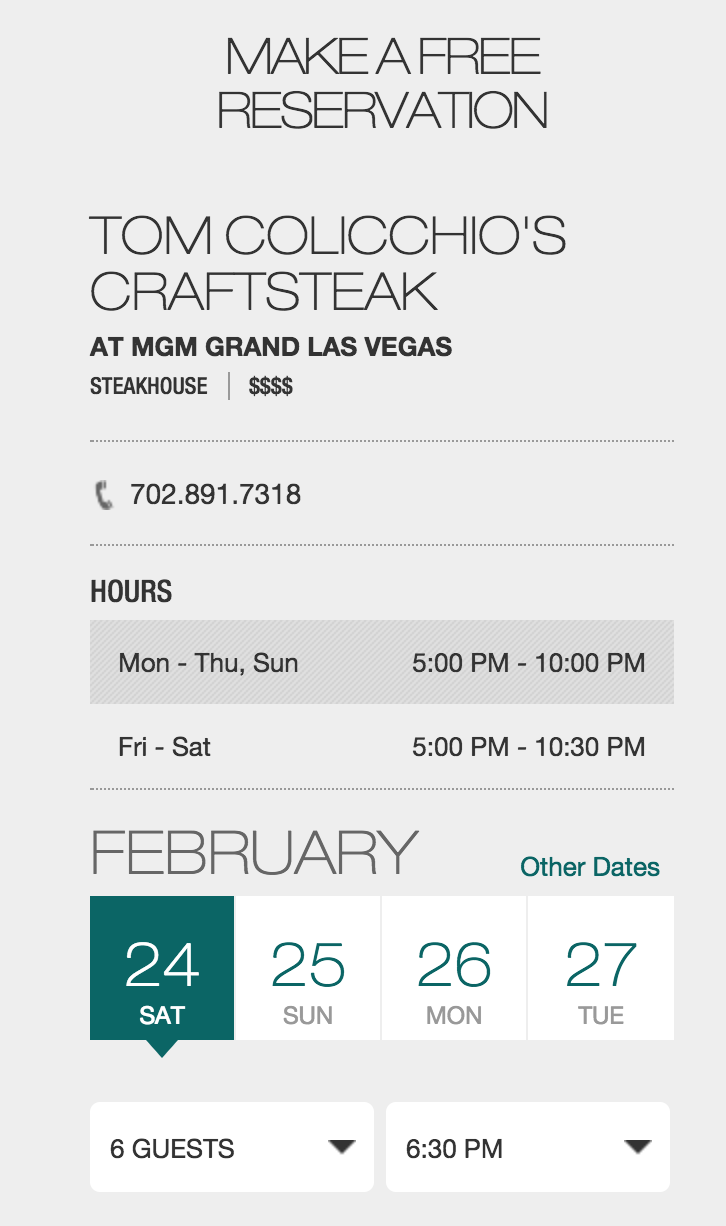 MAKE A FREE
RESERVATION
TOM COLICCHIO'S
CRAFTSTEAK
AT MGM GRAND LAS VEGAS
STEAKHOUSE | $$$$
702.891.7318
HOURS
Mon - Thu, Sun 5:00 PM - 10:00 PM
Fri - Sat 5:00 PM - 10:30 PM
FEBRUARY Other Dates
24 25 26 27
SAT SUN MON TUE
6 GUESTS 6:30 PM